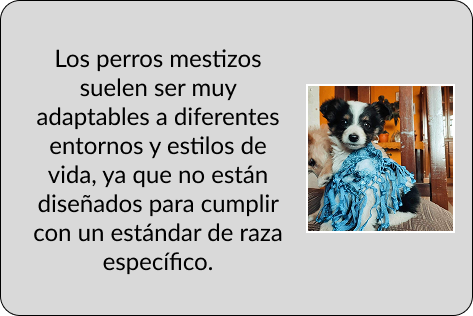 Los perros mestizos
suelen ser muy
adaptables a diferentes
entornos y estilos de
vida, ya que no están
diseñados para cumplir
con un estándar de raza
específico.